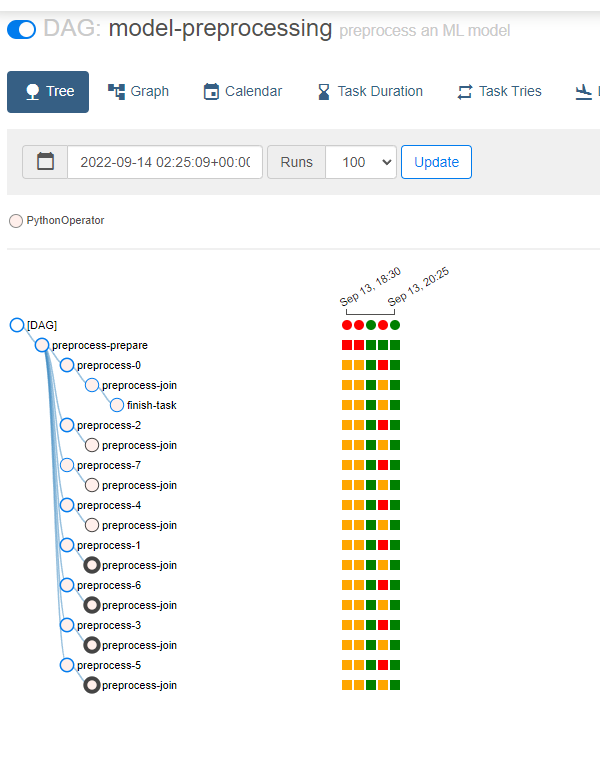 DAG: model-preprocessing preprocess an ML model
Tree Graph Calendar Task Duration Task Tries
2022-09-14 02:25:09+00:00 Runs 100 Update
PythonOperator
Sep 13, 18:30 Sep 13, 20:25
[DAG]
preprocess-prepare
preprocess-0
preprocess-join
finish-task
preprocess-2
preprocess-join
preprocess-7
preprocess-join
preprocess-4
preprocess-join
preprocess-1
preprocess-join
preprocess-6
preprocess-join
preprocess-3
preprocess-join
preprocess-5
preprocess-join